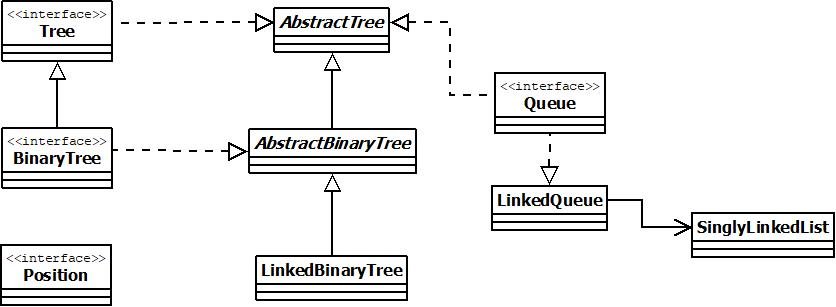 <<interface>>
Tree
AbstractTree
<<interface>>
Queue
<<interface>>
BinaryTree
AbstractBinaryTree
LinkedQueue
SinglyLinkedList
<<interface>>
Position
LinkedBinaryTree